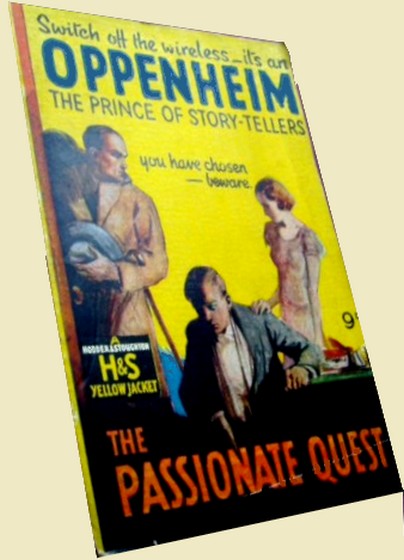 Switch off the wireless—it's an
OPPENHEIM
THE PRINCE OF STORY-TELLERS
you have chosen
— beware.
9
HODDER & STOUGHTON
H&S
YELLOW JACKET
THE
PASSIONATE QUEST